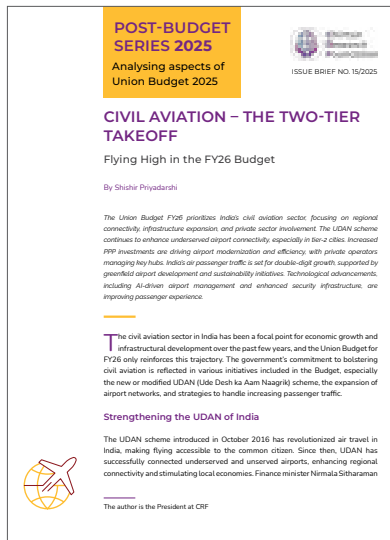 POST-BUDGET
SERIES 2025
Analysing aspects of
Union Budget 2025
Chintan
Research
Foundation
ISSUE BRIEF NO. 15/2025
CIVIL AVIATION – THE TWO-TIER
TAKEOFF
Flying High in the FY26 Budget
By Shishir Priyadarshi
The Union Budget FY26 prioritizes India's civil aviation sector, focusing on regional
connectivity, infrastructure expansion, and private sector involvement. The UDAN scheme
continues to enhance underserved airport connectivity, especially in tier-2 cities. Increased
PPP investments are driving airport modernization and efficiency, with private operators
managing key hubs. India's air passenger traffic is set for double-digit growth, supported by
greenfield airport development and sustainability initiatives. Technological advancements,
including AI-driven airport management and enhanced security infrastructure, are
improving passenger experience.
The civil aviation sector in India has been a focal point for economic growth and
infrastructural development over the past few years, and the Union Budget for
FY26 only reinforces this trajectory. The government's commitment to bolstering
civil aviation is reflected in various initiatives included in the Budget, especially
the new or modified UDAN (Ude Desh ka Aam Naagrik) scheme, the expansion of
airport networks, and strategies to handle increasing passenger traffic.
Strengthening the UDAN of India
The UDAN scheme introduced in October 2016 has revolutionized air travel in
India, making flying accessible to the common citizen. Since then, UDAN has
successfully connected underserved and unserved airports, enhancing regional
connectivity and stimulating local economies. Finance minister Nirmala Sitharaman
The author is the President at CRF